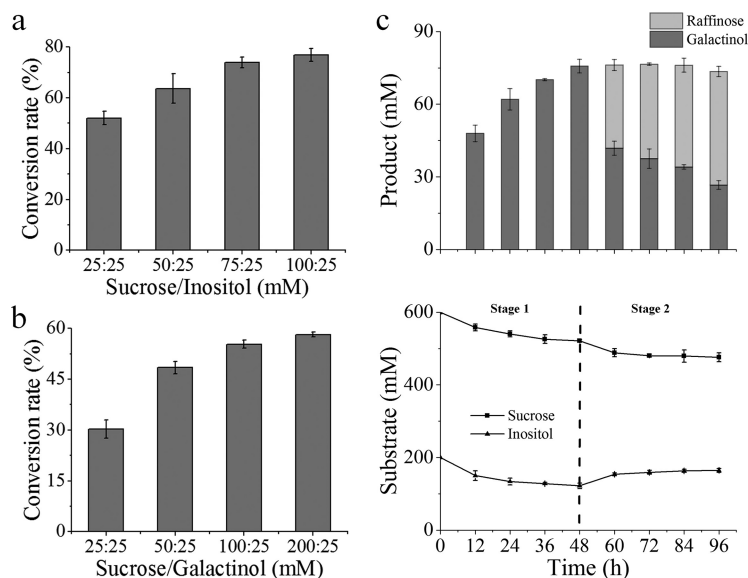 a
Conversion rate (%)
80
60
40
20
0
25:25 50:25 75:25 100:25
Sucrose/Inositol (mM)
b
Conversion rate (%)
60
45
30
15
0
25:25 50:25 100:25 200:25
Sucrose/Galactinol (mM)
c
Raffinose
Galactinol
Product (mM)
90
60
30
0
Stage 1 Stage 2
Substrate (mM)
600
400
200
0
Sucrose
Inositol
0 12 24 36 48 60 72 84 96
Time (h)